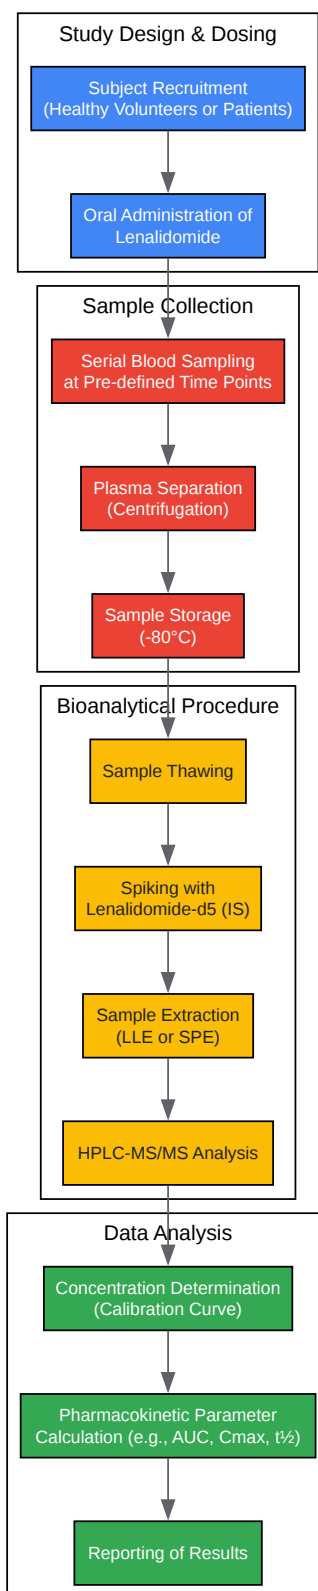 Study Design & Dosing
Subject Recruitment
(Healthy Volunteers or Patients)
Oral Administration of
Lenalidomide
Sample Collection
Serial Blood Sampling
at Pre-defined Time Points
Plasma Separation
(Centrifugation)
Sample Storage
(-80°C)
Bioanalytical Procedure
Sample Thawing
Spiking with
Lenalidomide-d5 (IS)
Sample Extraction
(LLE or SPE)
HPLC-MS/MS Analysis
Data Analysis
Concentration Determination
(Calibration Curve)
Pharmacokinetic Parameter
Calculation (e.g., AUC, Cmax, t½)
Reporting of Results